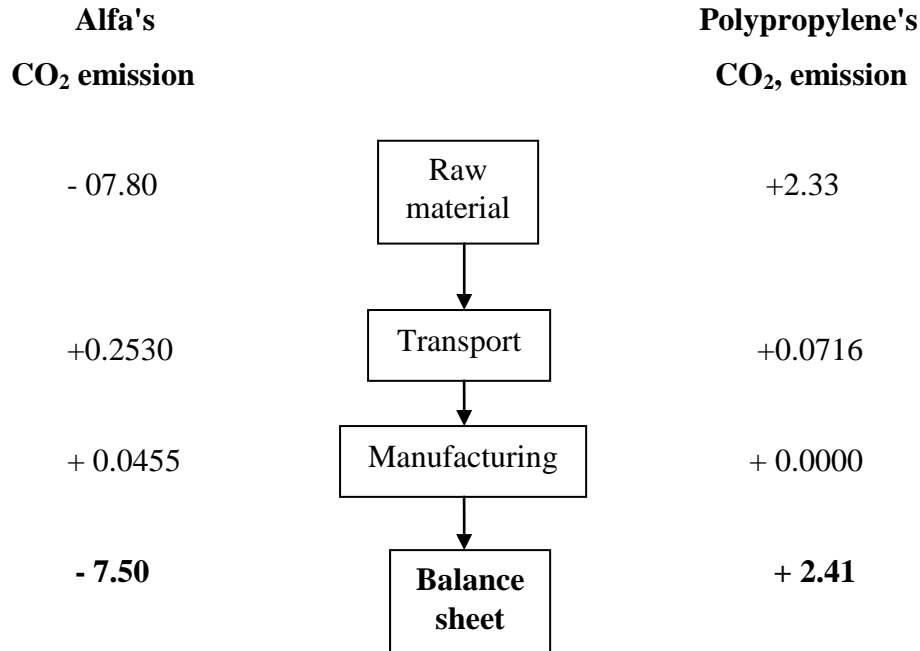 Alfa's
CO₂ emission
Polypropylene's
CO₂, emission
- 07.80
Raw
material
+2.33
+0.2530
Transport
+0.0716
+ 0.0455
Manufacturing
+ 0.0000
- 7.50
Balance
sheet
+ 2.41